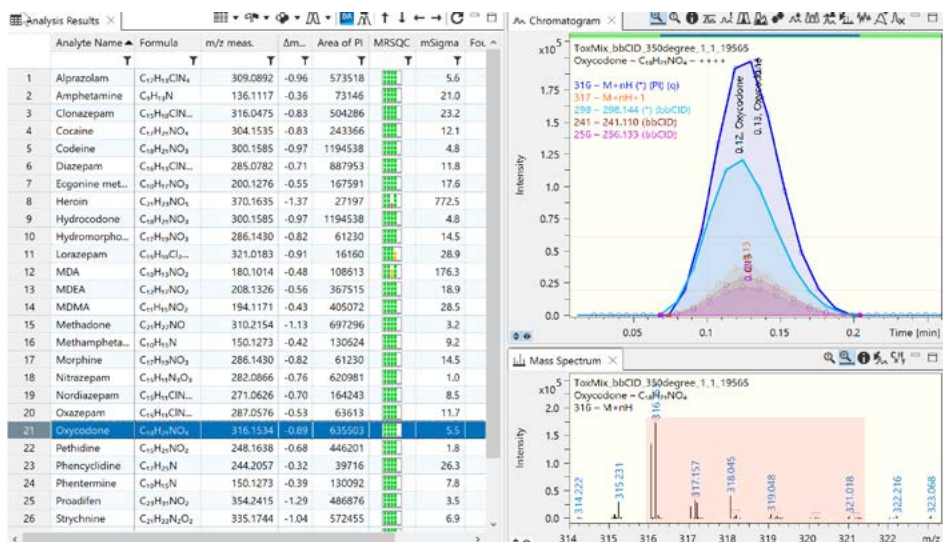 Analysis Results
Analyte Name Formula m/z meas. Δm... Area of PI MRSQC mSigma Fou
1 Alprazolam C₁₇H₁₃ClN₄ 309.0892 -0.96 573518 5.6
2 Amphetamine C₉H₁₃N 136.1117 -0.36 73146 21.0
3 Clonazepam C₁₅H₁₀ClN... 316.0475 -0.83 504286 23.2
4 Cocaine C₁₇H₂₁NO₄ 304.1535 -0.83 243366 12.1
5 Codeine C₁₈H₂₁NO₃ 300.1585 -0.97 1194538 4.8
6 Diazepam C₁₆H₁₃ClN... 285.0782 -0.71 887953 11.8
7 Ecgonine met... C₁₀H₁₇NO₃ 200.1276 -0.55 167591 17.6
8 Heroin C₂₁H₂₃NO₅ 370.1635 -1.37 27197 772.5
9 Hydrocodone C₁₈H₂₁NO₃ 300.1585 -0.97 1194538 4.8
10 Hydromorpho... C₁₇H₁₉NO₃ 286.1430 -0.82 61230 14.5
11 Lorazepam C₁₅H₁₀Cl₂... 321.0183 -0.91 16160 28.9
12 MDA C₁₀H₁₃NO₂ 180.1014 -0.48 108613 176.3
13 MDEA C₁₂H₁₇NO₂ 208.1326 -0.56 367515 18.9
14 MDMA C₁₁H₁₅NO₂ 194.1171 -0.43 405072 28.5
15 Methadone C₂₁H₂₇NO 310.2154 -1.13 697296 3.2
16 Methampheta... C₁₀H₁₅N 150.1273 -0.42 130624 9.2
17 Morphine C₁₇H₁₉NO₃ 286.1430 -0.82 61230 14.5
18 Nitrazepam C₁₅H₁₁N₃O₃ 282.0866 -0.76 620981 1.0
19 Nordiazepam C₁₅H₁₁ClN... 271.0626 -0.70 164243 8.5
20 Oxazepam C₁₅H₁₁ClN... 287.0576 -0.53 63613 11.7
21 Oxycodone C₁₈H₂₁NO₄ 316.1534 -0.89 635503 5.5
22 Pethidine C₁₅H₂₁NO₂ 248.1638 -0.68 446201 1.8
23 Phencyclidine C₁₇H₂₅N 244.2057 -0.32 39716 26.3
24 Phentermine C₁₀H₁₅N 150.1273 -0.39 130092 7.8
25 Proadifen C₂₃H₃₁NO₂ 354.2415 -1.29 486876 3.5
26 Strychnine C₂₁H₂₂N₂O₂ 335.1744 -1.04 572455 6.9
Chromatogram
x10⁵
ToxMix_bbCID_350degree_1_1_19565
Oxycodone – C₁₈H₂₁NO₄ – ++++
316 – M+nH (*) (PI) (q)
317 – M+nH+1
298 – 298.144 (*) (bbCID)
241 – 241.110 (bbCID)
256 – 256.133 (bbCID)
0.12, Oxycodone
0.13, Oxycodone
1.75
1.5
1.25
1.0
0.75
0.5
0.25
0.0
Intensity
0.05 0.1 0.15 0.2 Time [min]
Mass Spectrum
x10⁵
ToxMix_bbCID_350degree_1_1_19565
Oxycodone – C₁₈H₂₁NO₄
316 – M+nH
2.0
1.5
1.0
0.5
0.0
Intensity
314.222
315.231
317.157
318.045
319.048
321.018
322.216
323.068
314 315 316 317 318 319 320 321 322 m/z